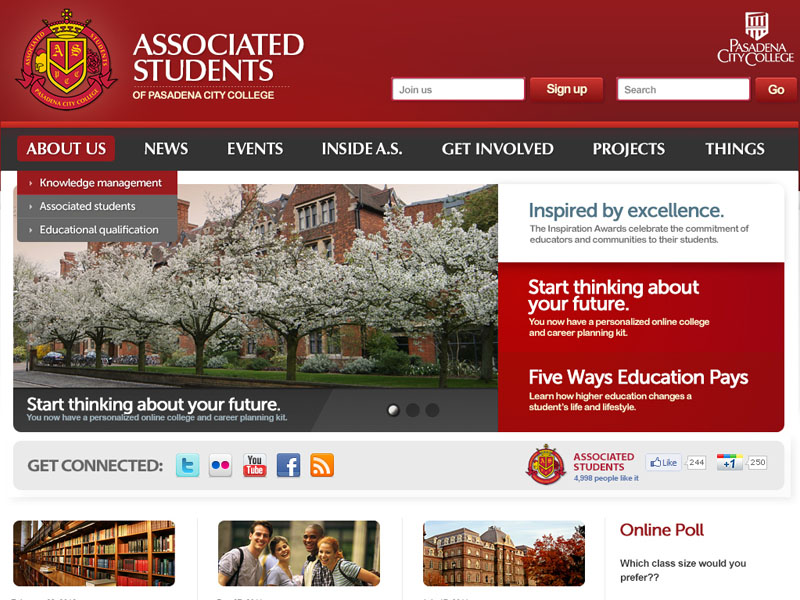 ASSOCIATED STUDENTS
PASADENA CITY COLLEGE
A S
P C C
ASSOCIATED
STUDENTS
OF PASADENA CITY COLLEGE
PASADENA
CITY COLLEGE
Join us
Sign up
Search
Go
ABOUT US
NEWS
EVENTS
INSIDE A.S.
GET INVOLVED
PROJECTS
THINGS
Knowledge management
Associated students
Educational qualification
Start thinking about your future.
You now have a personalized online college and career planning kit.
Inspired by excellence.
The Inspiration Awards celebrate the commitment of
educators and communities to their students.
Start thinking about
your future.
You now have a personalized online college
and career planning kit.
Five Ways Education Pays
Learn how higher education changes a
student's life and lifestyle.
GET CONNECTED:
t
You
Tube
f
ASSOCIATED
STUDENTS
4,998 people like it
Like
244
+1
250
Online Poll
Which class size would you
prefer??